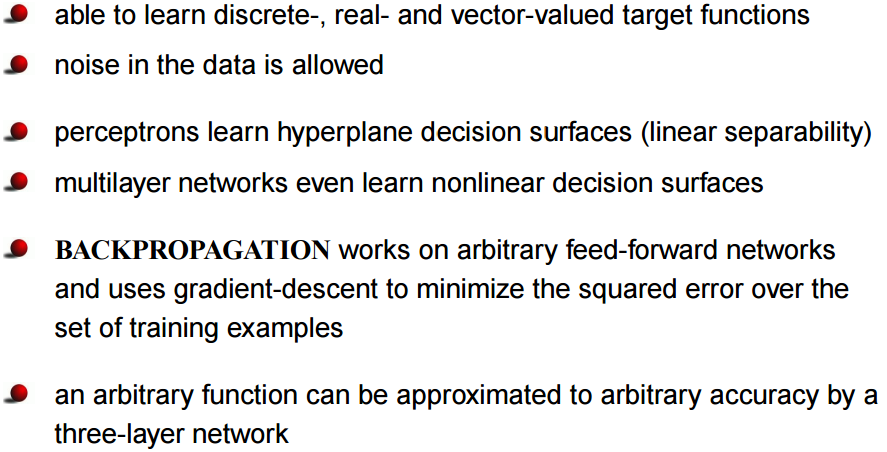 able to learn discrete-, real- and vector-valued target functions
noise in the data is allowed
perceptrons learn hyperplane decision surfaces (linear separability)
multilayer networks even learn nonlinear decision surfaces
BACKPROPAGATION works on arbitrary feed-forward networks
and uses gradient-descent to minimize the squared error over the
set of training examples
an arbitrary function can be approximated to arbitrary accuracy by a
three-layer network